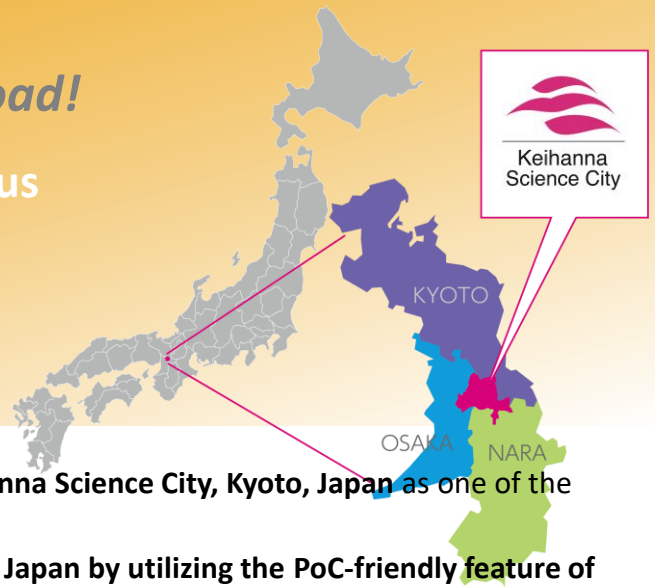 oad!
us
Keihanna
Science City
KYOTO
OSAKA
NARA
nna Science City, Kyoto, Japan as one of the
Japan by utilizing the PoC-friendly feature of